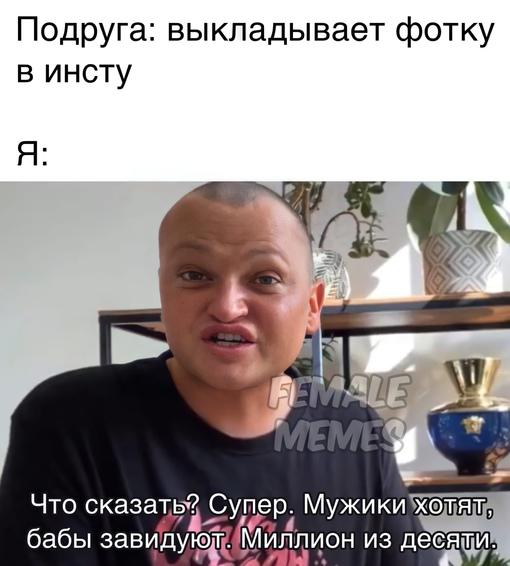 Подруга: выкладывает фотку
в инсту
Я:
FEMALE
MEMES
Что сказать? Супер. Мужики хотят,
бабы завидуют. Миллион из десяти.